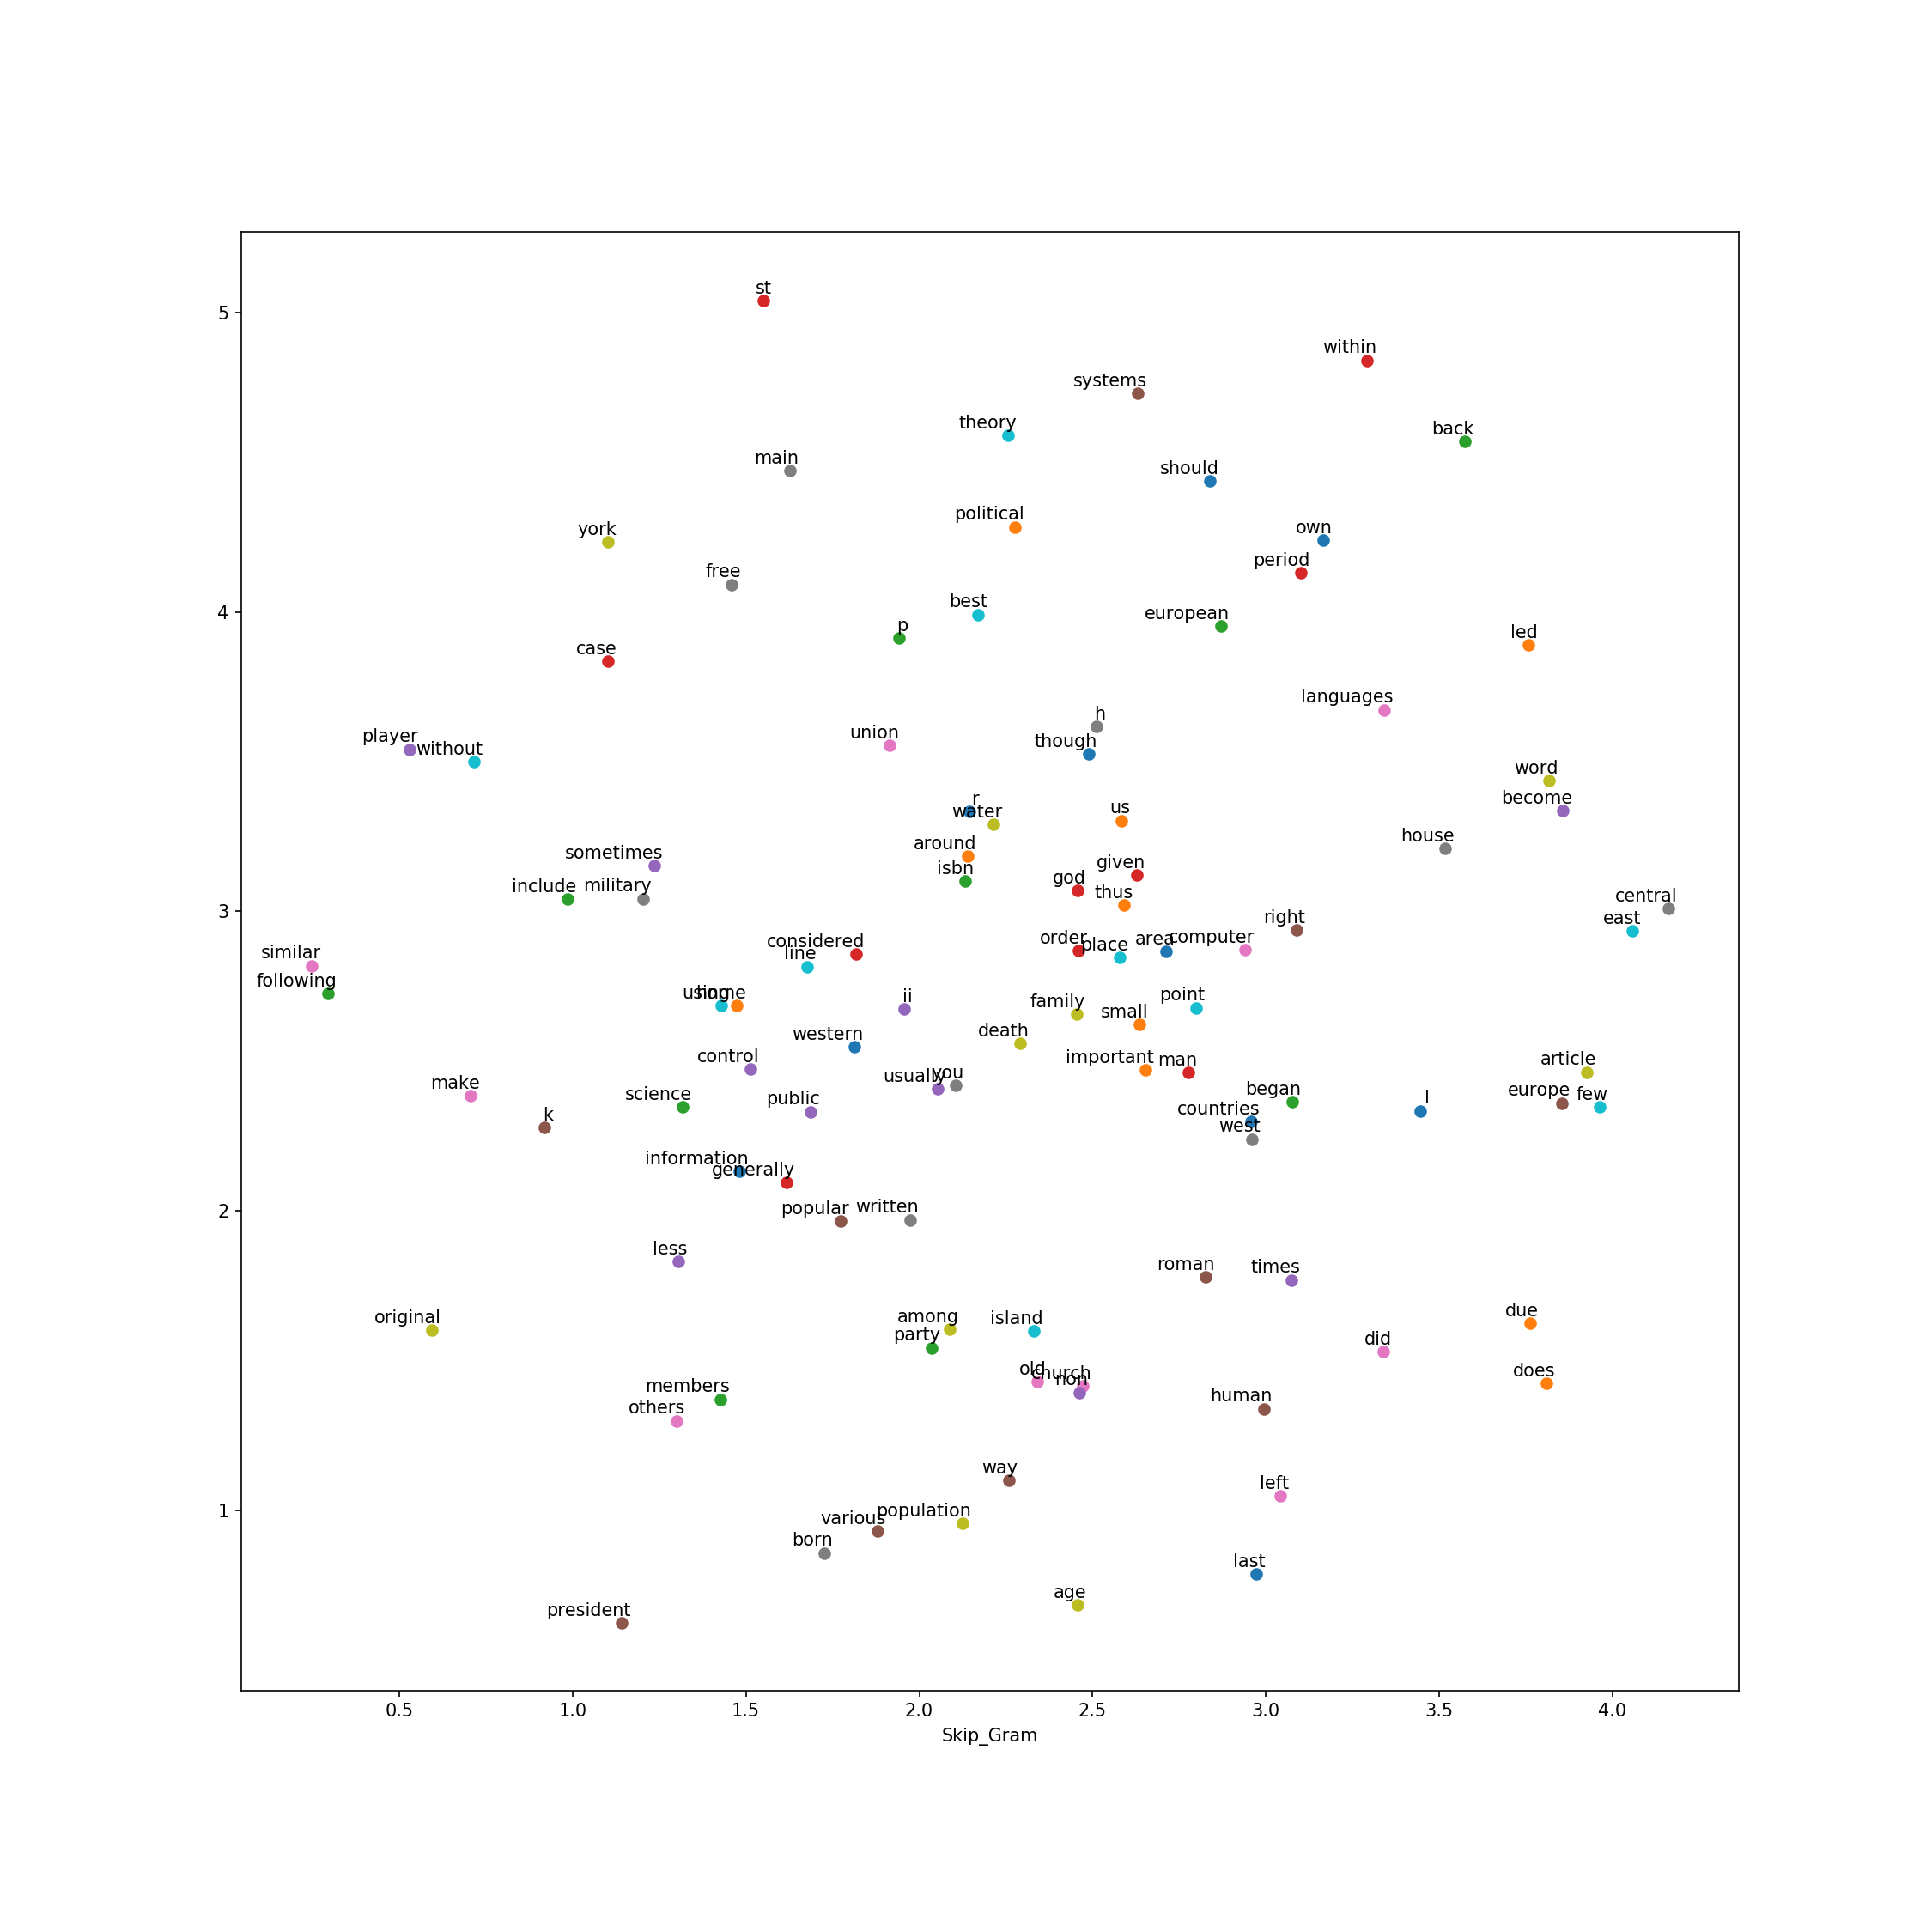 st
5
within
systems
theory
back
main
should
political
york
own
period
free
4
best
european
p
led
case
languages
h
union
player
without
though
word
become
r
water
us
house
around
sometimes
given
isbn
god
include
military
thus
central
3
right
east
considered
order
place
area
computer
line
similar
following
using
home
ii
family
point
small
death
western
control
important
man
article
usually
you
make
science
public
began
europe
few
k
countries
l
west
information
generally
2
popular
written
less
roman
times
original
among
island
due
party
did
old
church
non
does
members
others
human
way
1
left
various
population
born
last
age
president
0.5 1.0 1.5 2.0 2.5 3.0 3.5 4.0
Skip_Gram